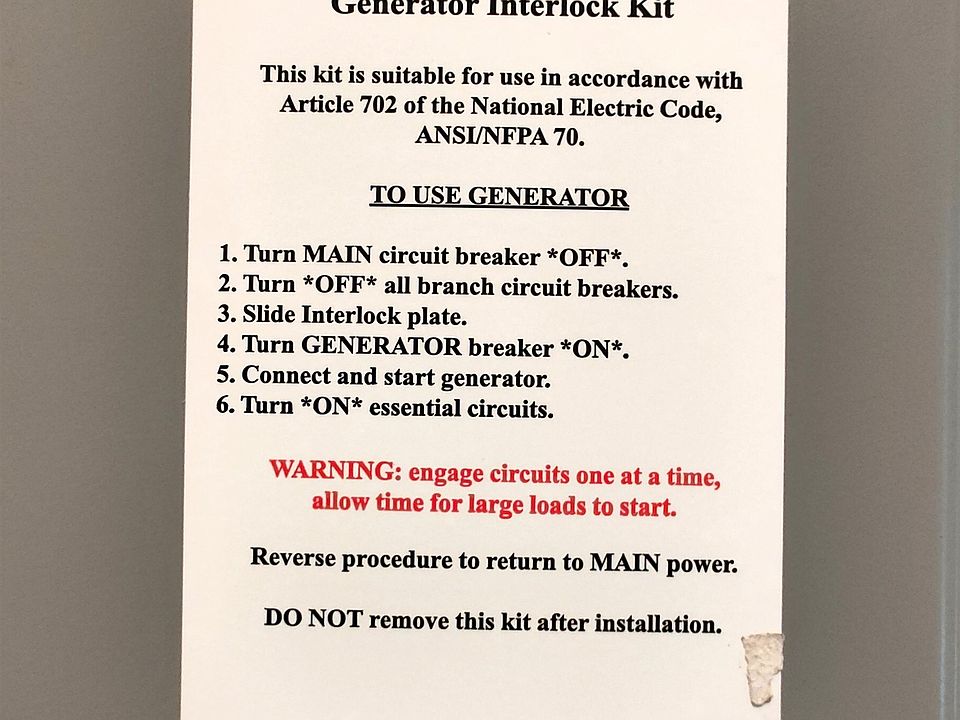 Generator Interlock Kit
This kit is suitable for use in accordance with
Article 702 of the National Electric Code,
ANSI/NFPA 70.
TO USE GENERATOR
1. Turn MAIN circuit breaker *OFF*.
2. Turn *OFF* all branch circuit breakers.
3. Slide Interlock plate.
4. Turn GENERATOR breaker *ON*.
5. Connect and start generator.
6. Turn *ON* essential circuits.
WARNING: engage circuits one at a time,
allow time for large loads to start.
Reverse procedure to return to MAIN power.
DO NOT remove this kit after installation.